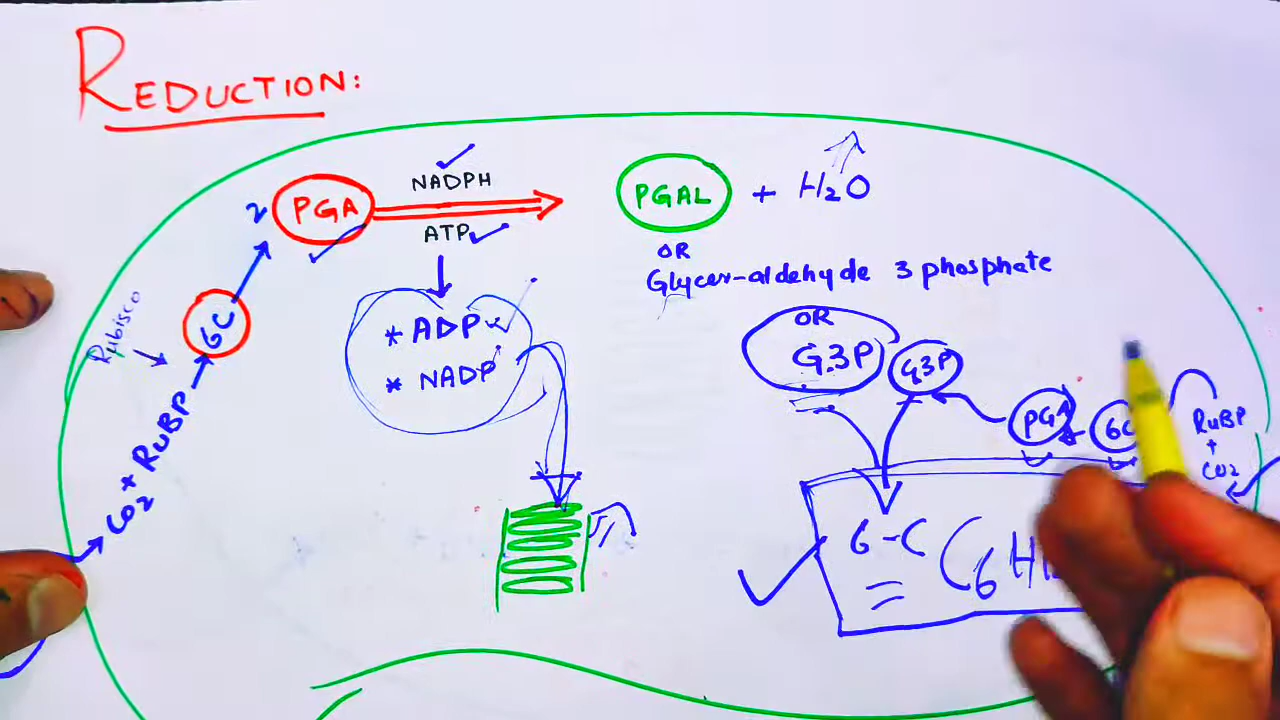 REDUCTION:
2 PGA
NADPH
ATP
PGAL + H2O
OR
Glycer-aldehyde 3 phosphate
OR
G3P
G3P
PGA
6C
RuBP
+
CO2
Rubisco
6C
CO2 + RuBP
* ADP
* NADP
6-C C6H12